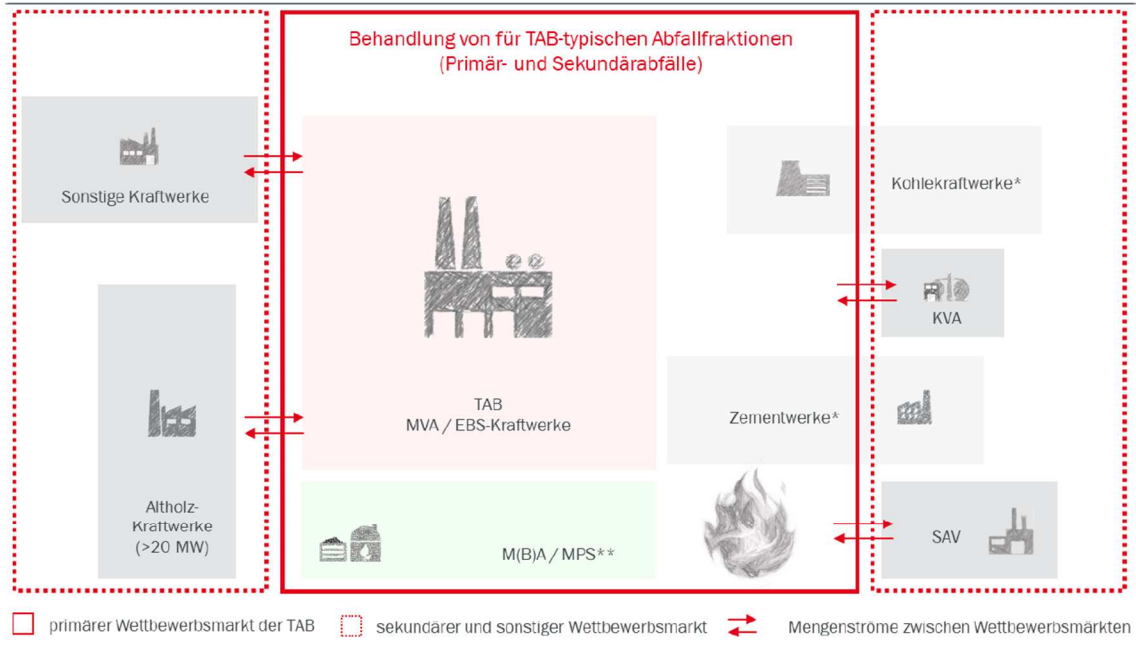 Behandlung von für TAB-typischen Abfallfraktionen
(Primär- und Sekundärabfälle)
Sonstige Kraftwerke
Kohlekraftwerke*
KVA
TAB
MVA / EBS-Kraftwerke
Zementwerke*
Altholz-
Kraftwerke
(>20 MW)
M(B)A / MPS**
SAV
primärer Wettbewerbsmarkt der TAB
sekundärer und sonstiger Wettbewerbsmarkt
Mengenströme zwischen Wettbewerbsmärkten